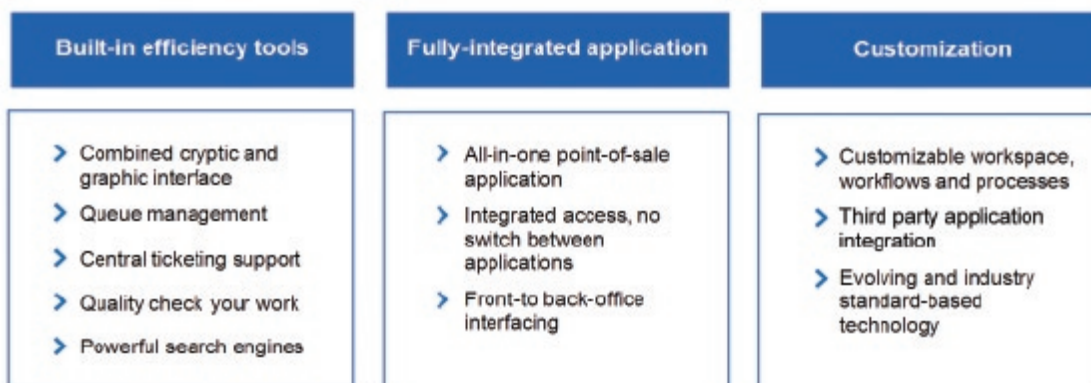 Built-in efficiency tools
Combined cryptic and
graphic interface
Queue management
Central ticketing support
Quality check your work
Powerful search engines
Fully-integrated application
All-in-one point-of-sale
application
Integrated access, no
switch between
applications
Front-to back-office
interfacing
Customization
Customizable workspace,
workflows and processes
Third party application
integration
Evolving and industry
standard-based
technology